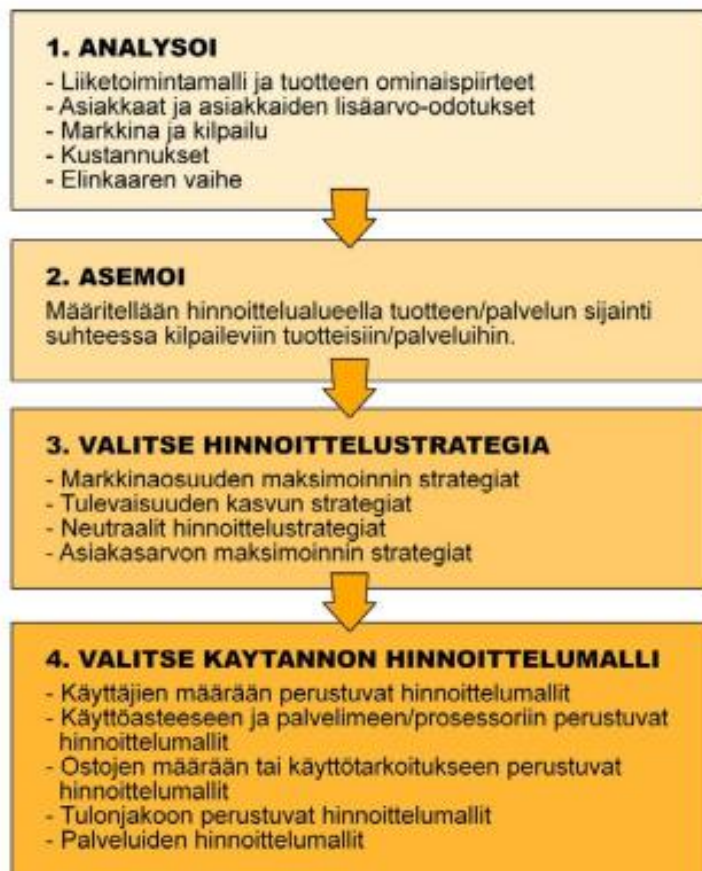 1. ANALYSOI
- Liiketoimintamalli ja tuotteen ominaispiirteet
- Asiakkaat ja asiakkaiden lisäarvo-odotukset
- Markkina ja kilpailu
- Kustannukset
- Elinkaaren vaihe
2. ASEMOI
Määritellään hinnoittelualueella tuotteen/palvelun sijainti
suhteessa kilpaileviin tuotteisiin/palveluihin.
3. VALITSE HINNOITTELUSTRATEGIA
- Markkinaosuuden maksimoinnin strategiat
- Tulevaisuuden kasvun strategiat
- Neutraalit hinnoittelustrategiat
- Asiakasarvon maksimoinnin strategiat
4. VALITSE KAYTANNON HINNOITTELUMALLI
- Käyttäjien määrään perustuvat hinnoittelumallit
- Käyttöasteeseen ja palvelimeen/prosessoriin perustuvat
hinnoittelumallit
- Ostojen määrään tai käyttötarkoitukseen perustuvat
hinnoittelumallit
- Tulonjakoon perustuvat hinnoittelumallit
- Palveluiden hinnoittelumallit